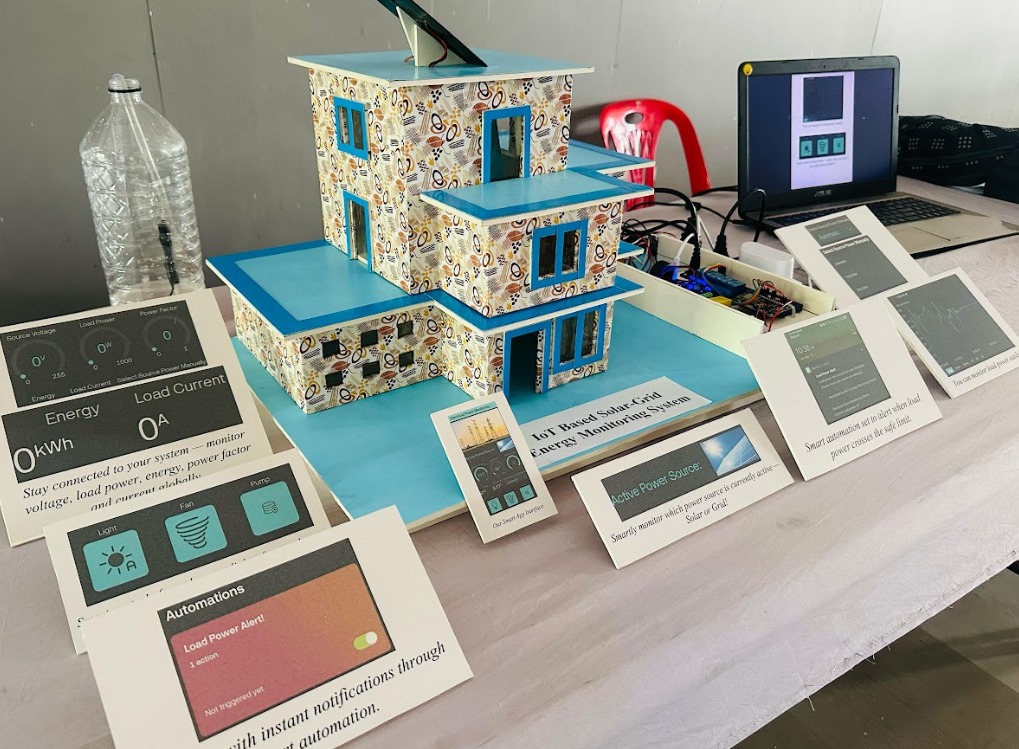 Source Voltage
Load Power
Power Factor
0V
0W
0
0
255
0
1000
0
1
Energy
Load Current
Select Source Power Manually
Energy
Load Current
0kWh
0A
Stay connected to your system — monitor
voltage, load power, energy, power factor
and current globally.
Light
Fan
Pump
A
Automations
Load Power Alert!
1 action
Not triggered yet
with instant notifications through
automation.
Our Smart App Interface
IoT Based Solar-Grid
Energy Monitoring System
Active Power Source:
Smartly monitor which power source is currently active—
Solar or Grid!
10:38
Smart automation set to alert when load
power crosses the safe limit.
Automatic
You can monitor load power
ASUS